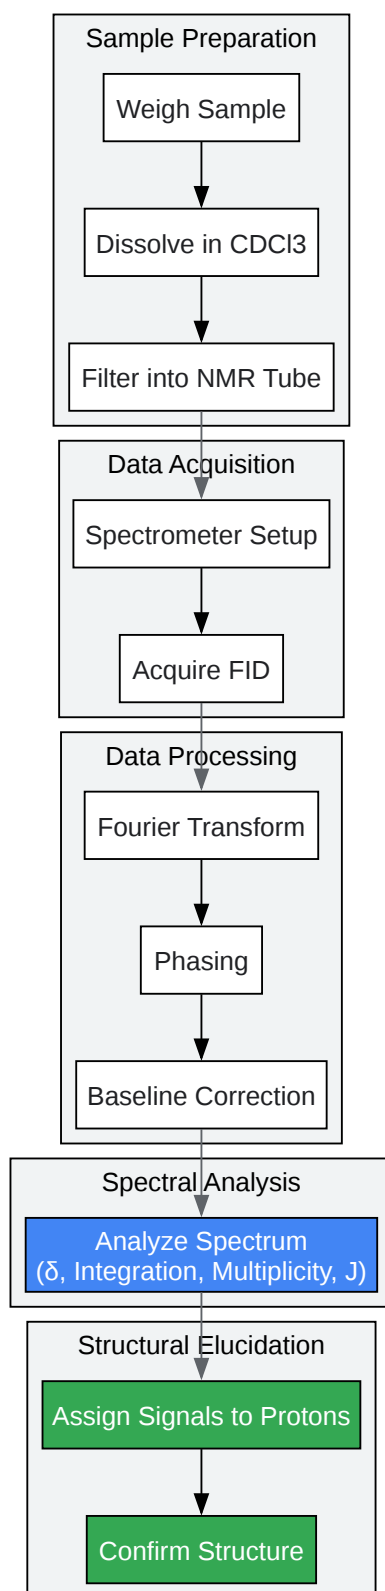 Sample Preparation
Weigh Sample
Dissolve in CDCl3
Filter into NMR Tube
Data Acquisition
Spectrometer Setup
Acquire FID
Data Processing
Fourier Transform
Phasing
Baseline Correction
Spectral Analysis
Analyze Spectrum
(δ, Integration, Multiplicity, J)
Structural Elucidation
Assign Signals to Protons
Confirm Structure